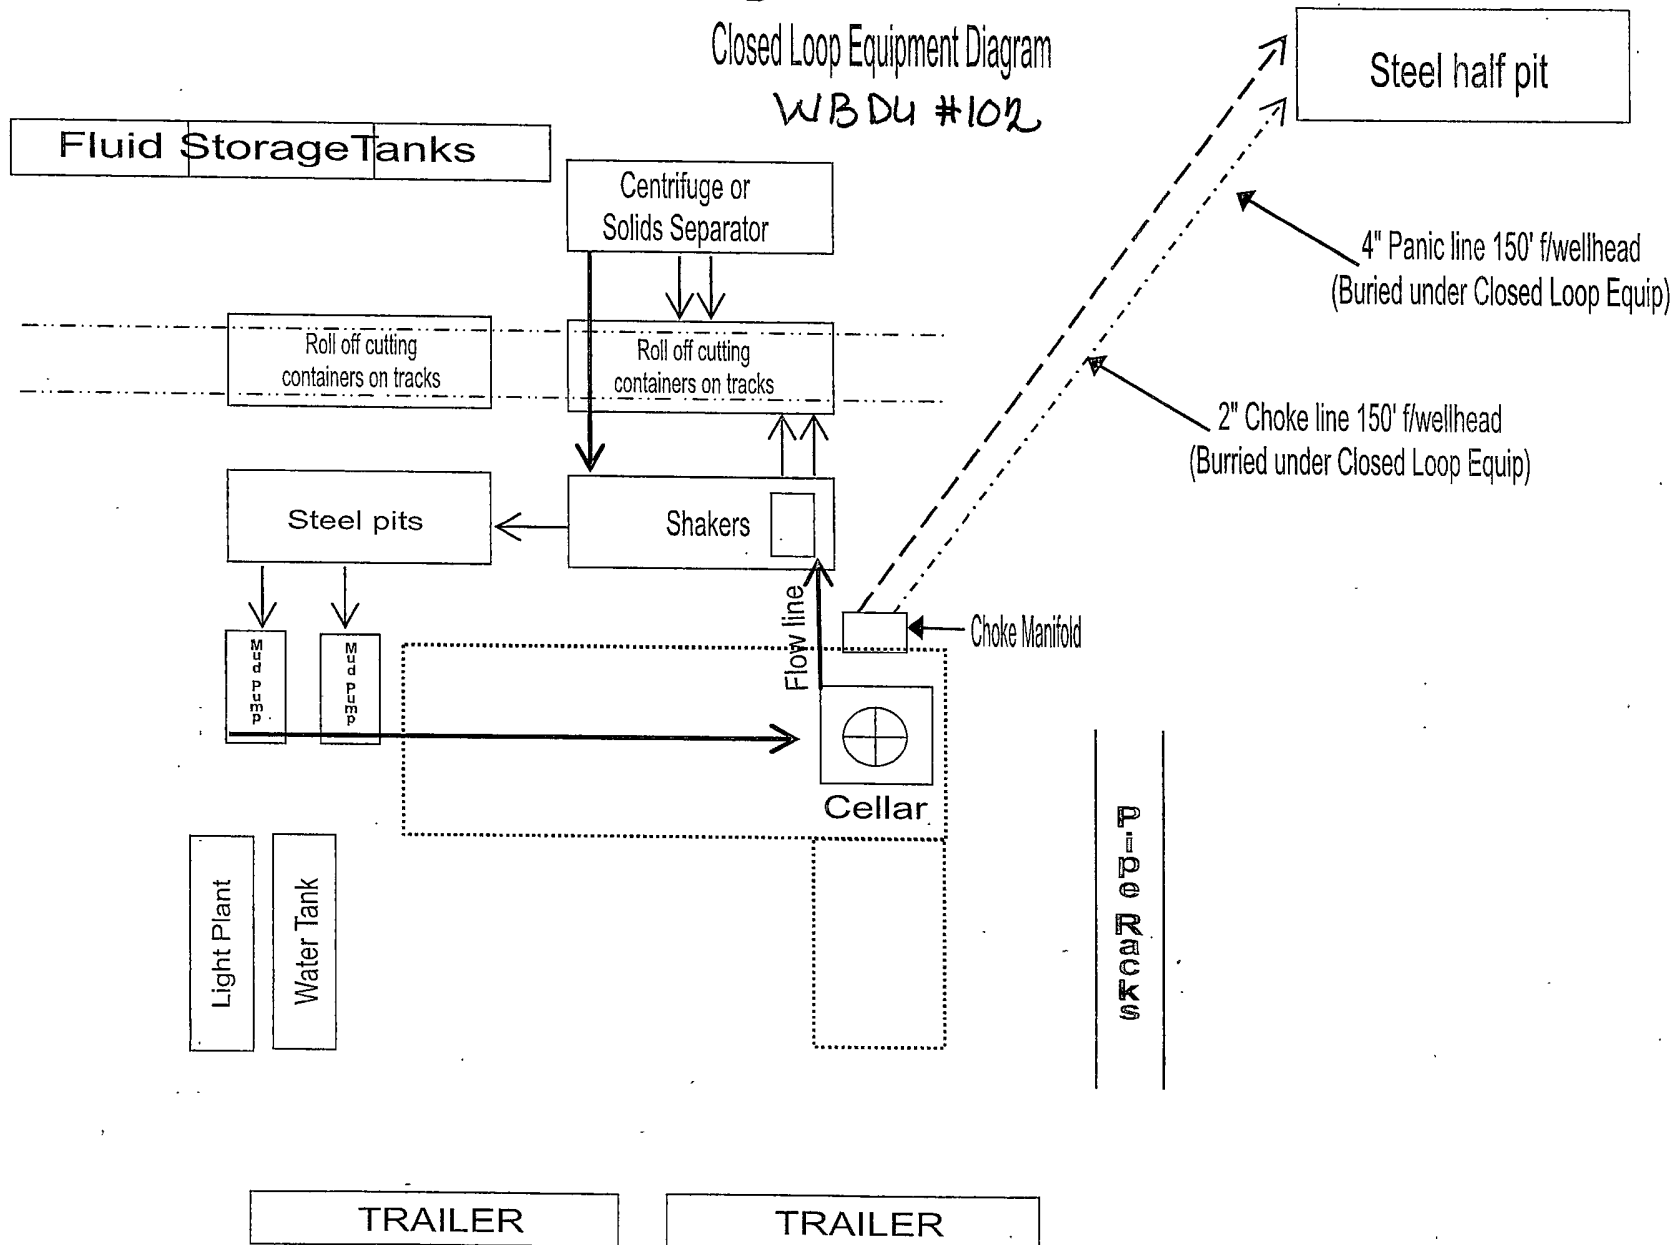 Closed Loop Equipment Diagram
WBDU #102
Steel half pit
Fluid StorageTanks
Centrifuge or
Solids Separator
4" Panic line 150' f/wellhead
(Buried under Closed Loop Equip)
Roll off cutting
containers on tracks
Roll off cutting
containers on tracks
2" Choke line 150' f/wellhead
(Burried under Closed Loop Equip)
Steel pits
Shakers
Flow line
Choke Manifold
Mud Pump
Mud Pump
Cellar
Pipe Racks
Light Plant
Water Tank
TRAILER
TRAILER